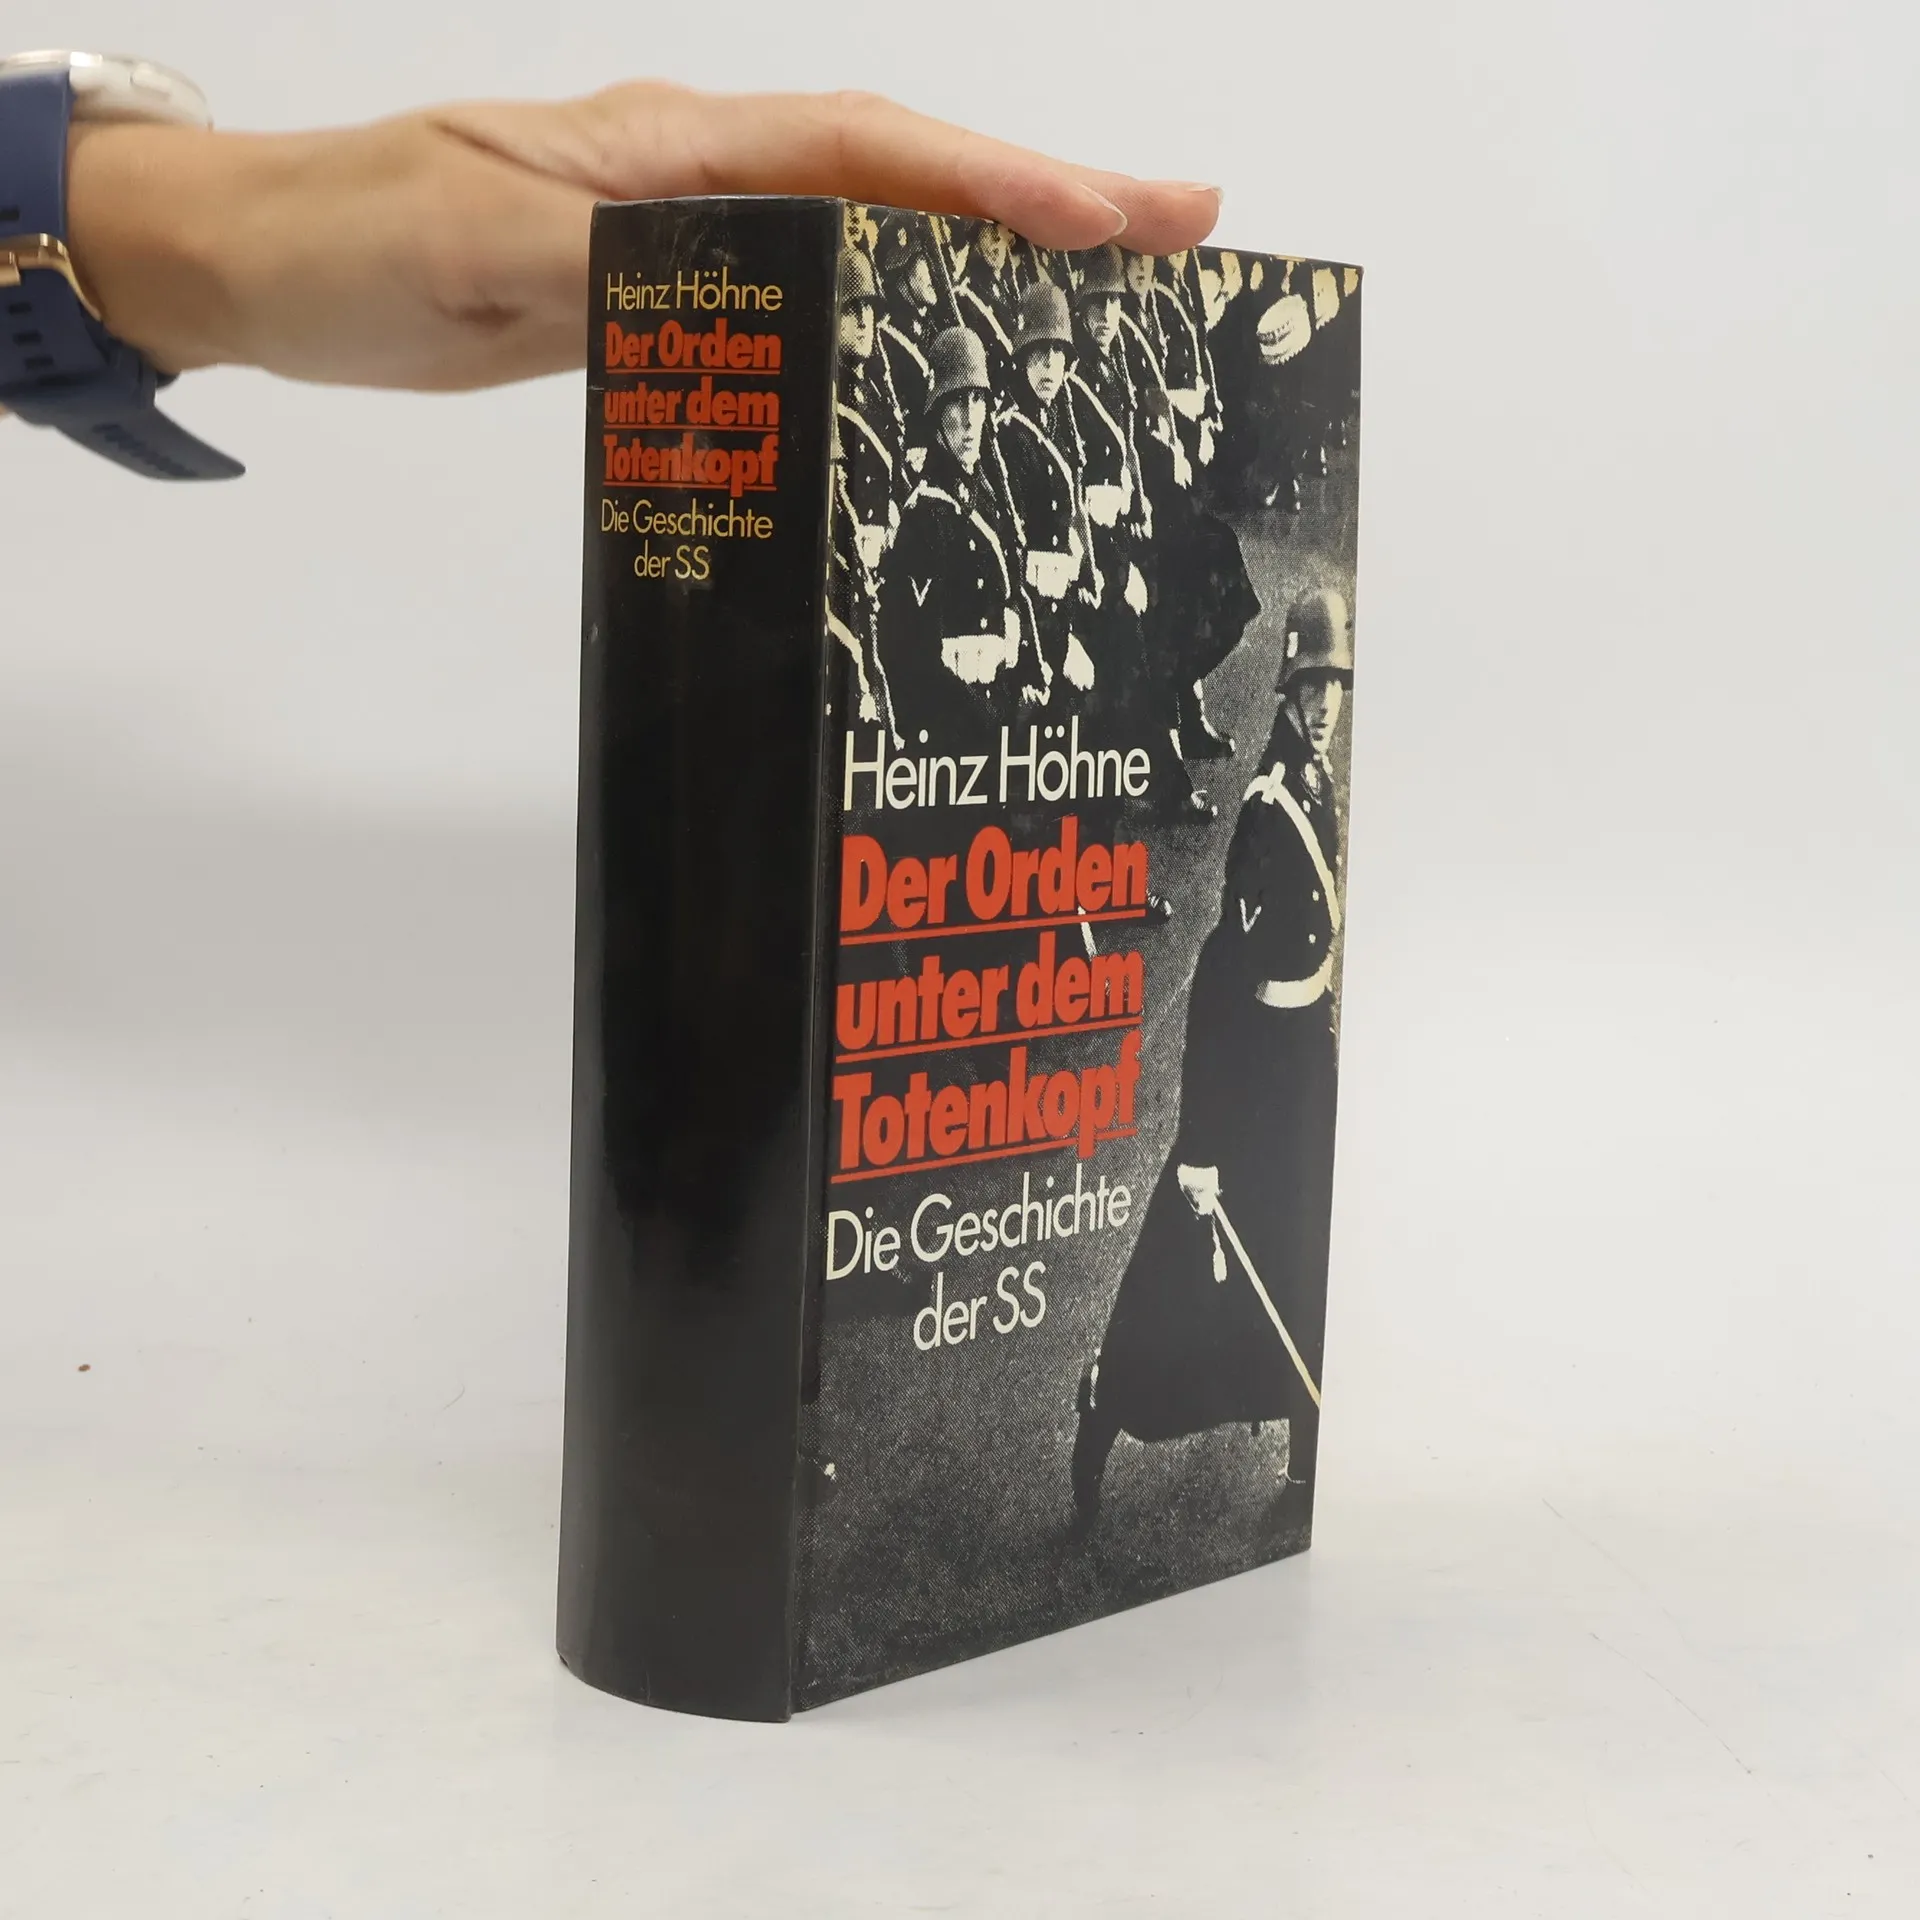 Heinz Höhne
Der Orden
unter dem
Totenkopf
Die Geschichte
der SS
Heinz Höhne
Der Orden
unter dem
Totenkopf
Die Geschichte
der SS